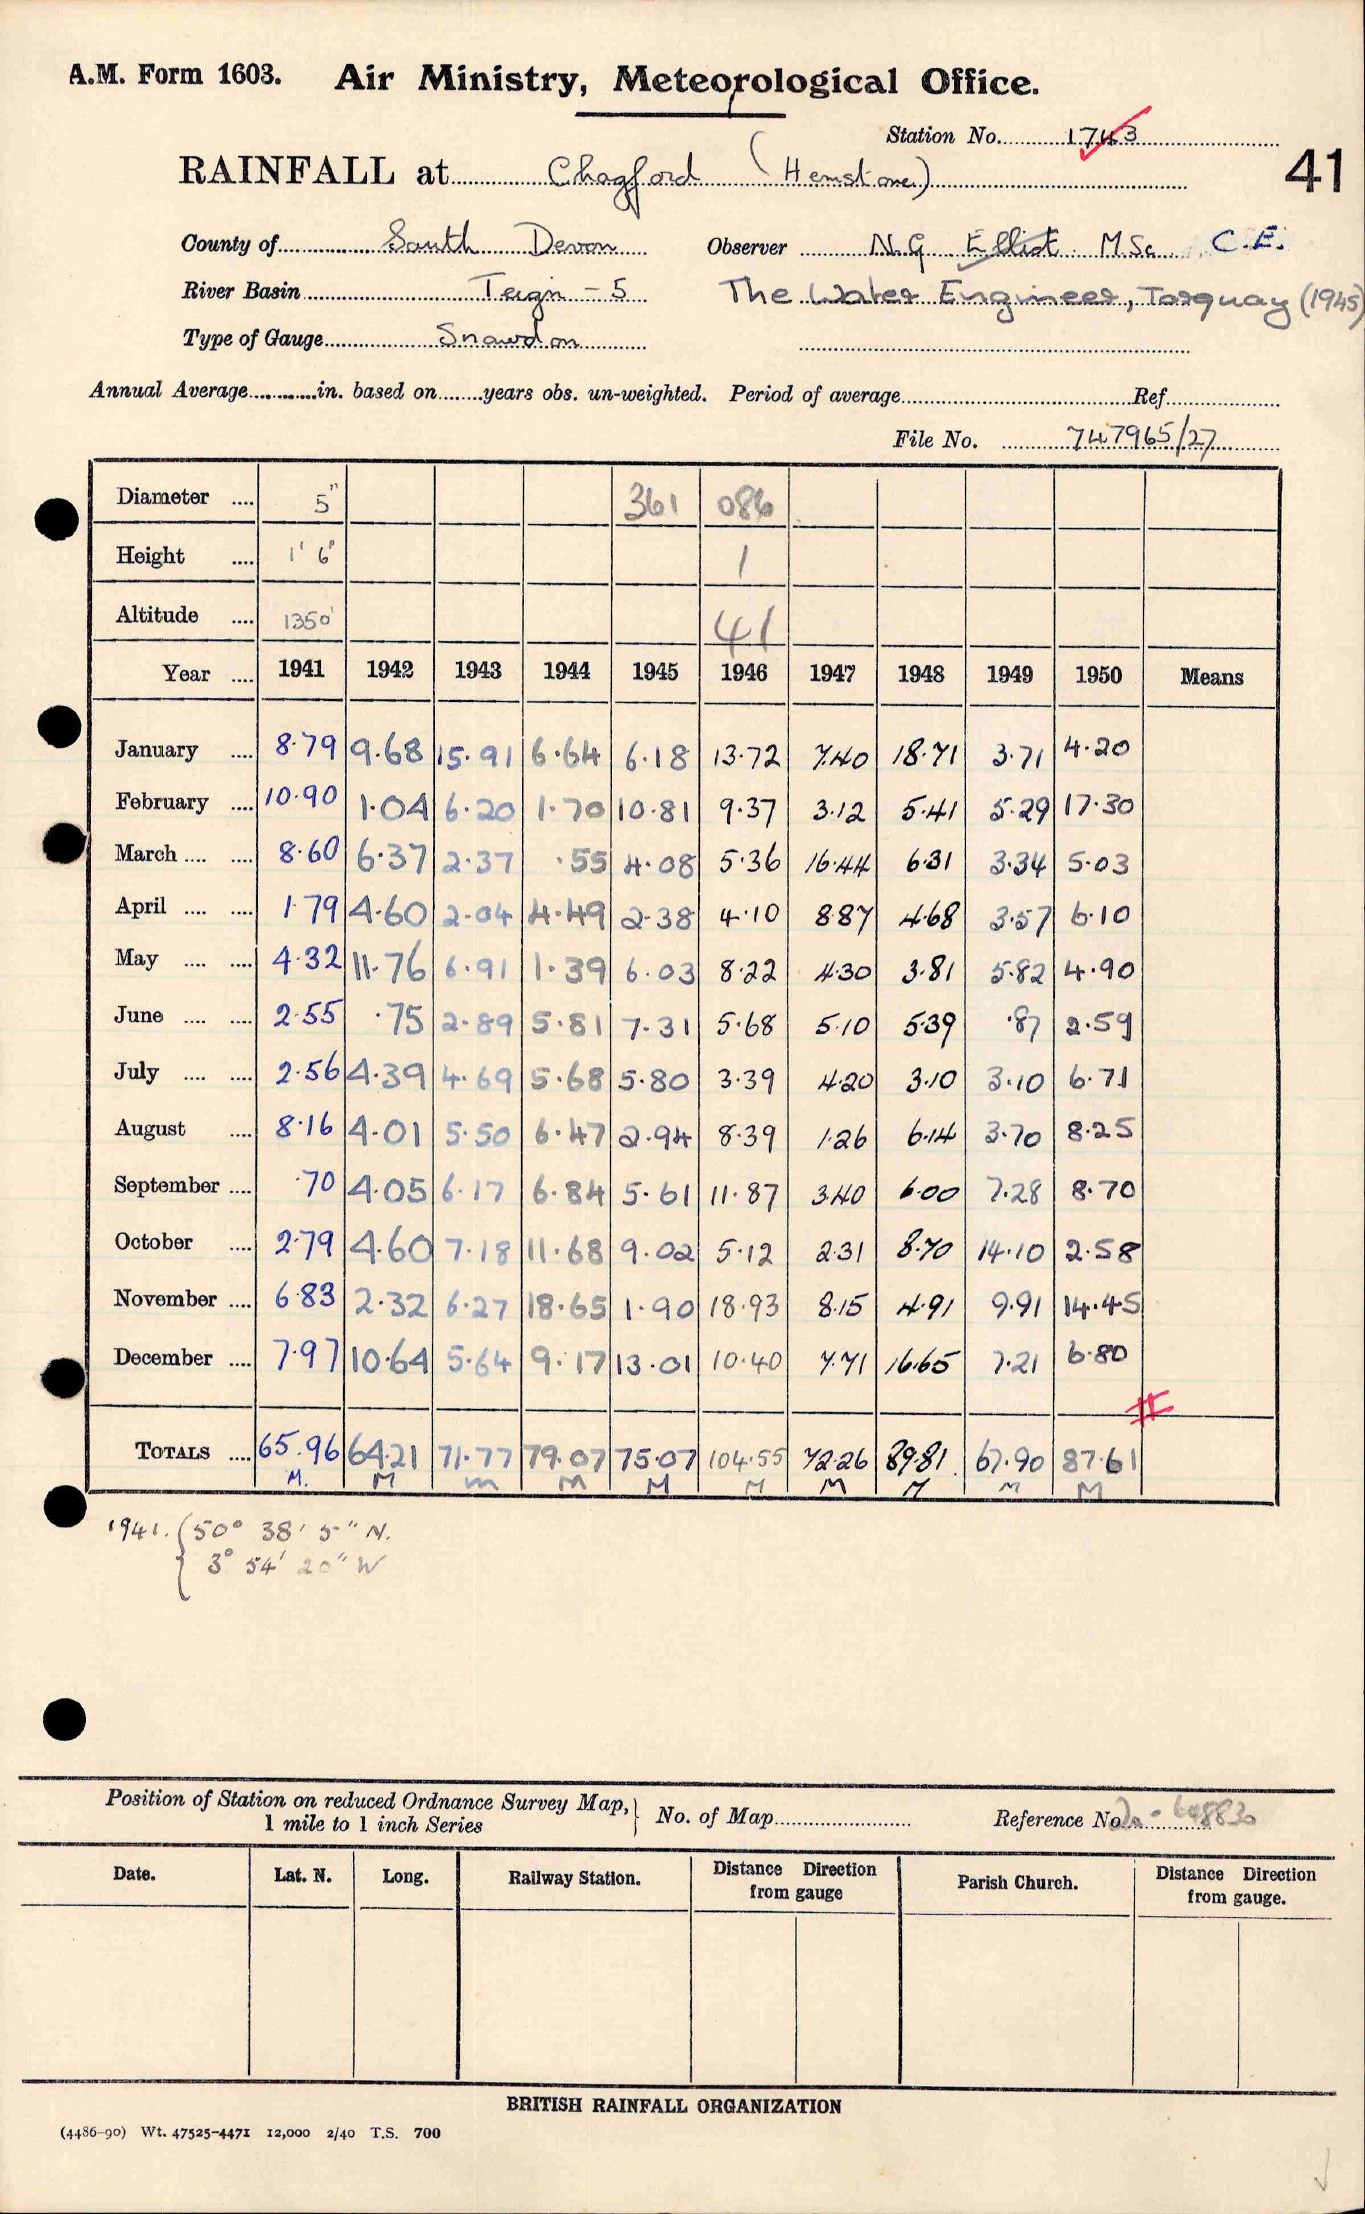 A.M. Form 1603. Air Ministry, Meteorological Office.
Station No. 1743
41
RAINFALL at Chagford (Hemstone)
County of South Devon Observer N.G. Elliot M.Sc C.E.
River Basin Teign - 5 The Water Engineer, Torquay (1945)
Type of Gauge Snowdon
Annual Average in. based on years obs. un-weighted. Period of average Ref
File No. 747965/27
Diameter .... 5" 361 086
Height .... 1' 6" 1
Altitude .... 1350' 41
Year .... 1941 1942 1943 1944 1945 1946 1947 1948 1949 1950 Means
January .... 8.79 9.68 15.91 6.64 6.18 13.72 7.40 18.71 3.71 4.20
February .... 10.90 1.04 6.20 1.70 10.81 9.37 3.12 5.41 5.29 17.30
March .... .... 8.60 6.37 2.37 .55 4.08 5.36 16.44 6.31 3.34 5.03
April .... .... 1.79 4.60 2.04 4.49 2.38 4.10 8.87 4.68 3.57 6.10
May .... .... 4.32 11.76 6.91 1.39 6.03 8.22 4.30 3.81 5.82 4.90
June .... .... 2.55 .75 2.89 5.81 7.31 5.68 5.10 5.39 .87 2.59
July .... .... 2.56 4.39 4.69 5.68 5.80 3.39 4.20 3.10 3.10 6.71
August .... 8.16 4.01 5.50 6.47 2.94 8.39 1.26 6.14 3.70 8.25
September .... .70 4.05 6.17 6.84 5.61 11.87 3.40 6.00 7.28 8.70
October .... 2.79 4.60 7.18 11.68 9.02 5.12 2.31 8.70 14.10 2.58
November .... 6.83 2.32 6.27 18.65 1.90 18.93 8.15 4.91 9.91 14.45
December .... 7.97 10.64 5.64 9.17 13.01 10.40 7.71 16.65 7.21 6.80
TOTALS .... 65.96 64.21 71.77 79.07 75.07 104.55 72.26 89.81 67.90 87.61
M. M M M M M M M M M
1941. { 50° 38' 5" N.
3° 54' 20" W
Position of Station on reduced Ordnance Survey Map, } No. of Map Reference No.
1 mile to 1 inch Series
Date. Lat. N. Long. Railway Station. Distance Direction from gauge Parish Church. Distance Direction from gauge.
BRITISH RAINFALL ORGANIZATION
(4486-90) Wt. 47525-4471 12,000 2/40 T.S. 700